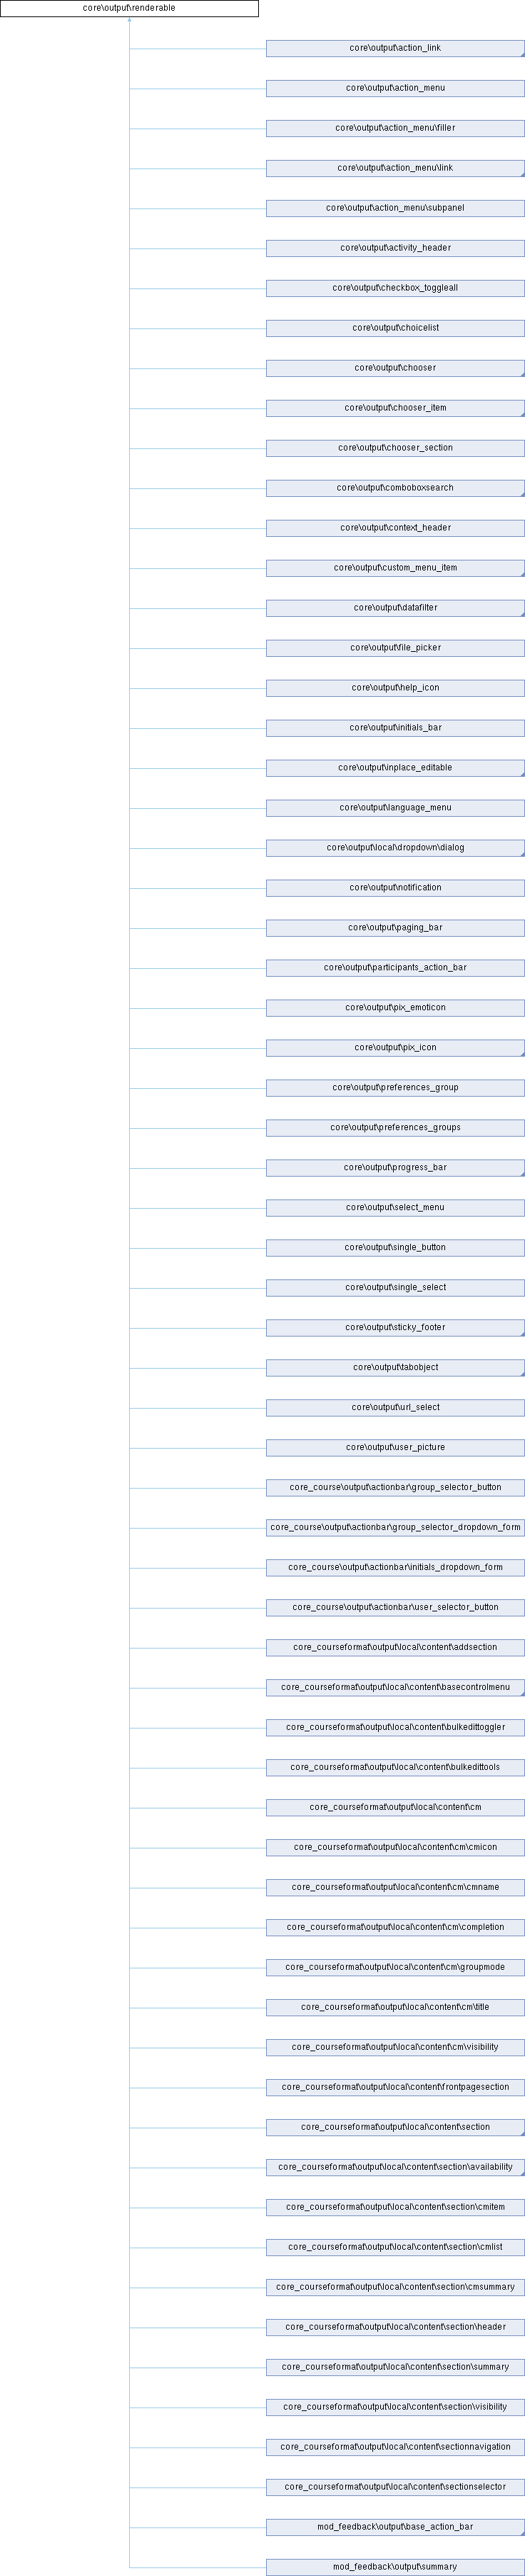 core\output\renderable
core\output\action_link
core\output\action_menu
core\output\action_menu\filler
core\output\action_menu\link
core\output\action_menu\subpanel
core\output\activity_header
core\output\checkbox_toggleall
core\output\choicelist
core\output\chooser
core\output\chooser_item
core\output\chooser_section
core\output\comboboxsearch
core\output\context_header
core\output\custom_menu_item
core\output\datafilter
core\output\file_picker
core\output\help_icon
core\output\initials_bar
core\output\inplace_editable
core\output\language_menu
core\output\local\dropdown\dialog
core\output\notification
core\output\paging_bar
core\output\participants_action_bar
core\output\pix_emoticon
core\output\pix_icon
core\output\preferences_group
core\output\preferences_groups
core\output\progress_bar
core\output\select_menu
core\output\single_button
core\output\single_select
core\output\sticky_footer
core\output\tabobject
core\output\url_select
core\output\user_picture
core_course\output\actionbar\group_selector_button
core_course\output\actionbar\group_selector_dropdown_form
core_course\output\actionbar\initials_dropdown_form
core_course\output\actionbar\user_selector_button
core_courseformat\output\local\content\addsection
core_courseformat\output\local\content\basecontrolmenu
core_courseformat\output\local\content\bulkedittoggler
core_courseformat\output\local\content\bulkedittools
core_courseformat\output\local\content\cm
core_courseformat\output\local\content\cm\cmicon
core_courseformat\output\local\content\cm\cmname
core_courseformat\output\local\content\cm\completion
core_courseformat\output\local\content\cm\groupmode
core_courseformat\output\local\content\cm\title
core_courseformat\output\local\content\cm\visibility
core_courseformat\output\local\content\frontpagesection
core_courseformat\output\local\content\section
core_courseformat\output\local\content\section\availability
core_courseformat\output\local\content\section\cmitem
core_courseformat\output\local\content\section\cmlist
core_courseformat\output\local\content\section\cmsummary
core_courseformat\output\local\content\section\header
core_courseformat\output\local\content\section\summary
core_courseformat\output\local\content\section\visibility
core_courseformat\output\local\content\sectionnavigation
core_courseformat\output\local\content\sectionselector
mod_feedback\output\base_action_bar
mod_feedback\output\summary